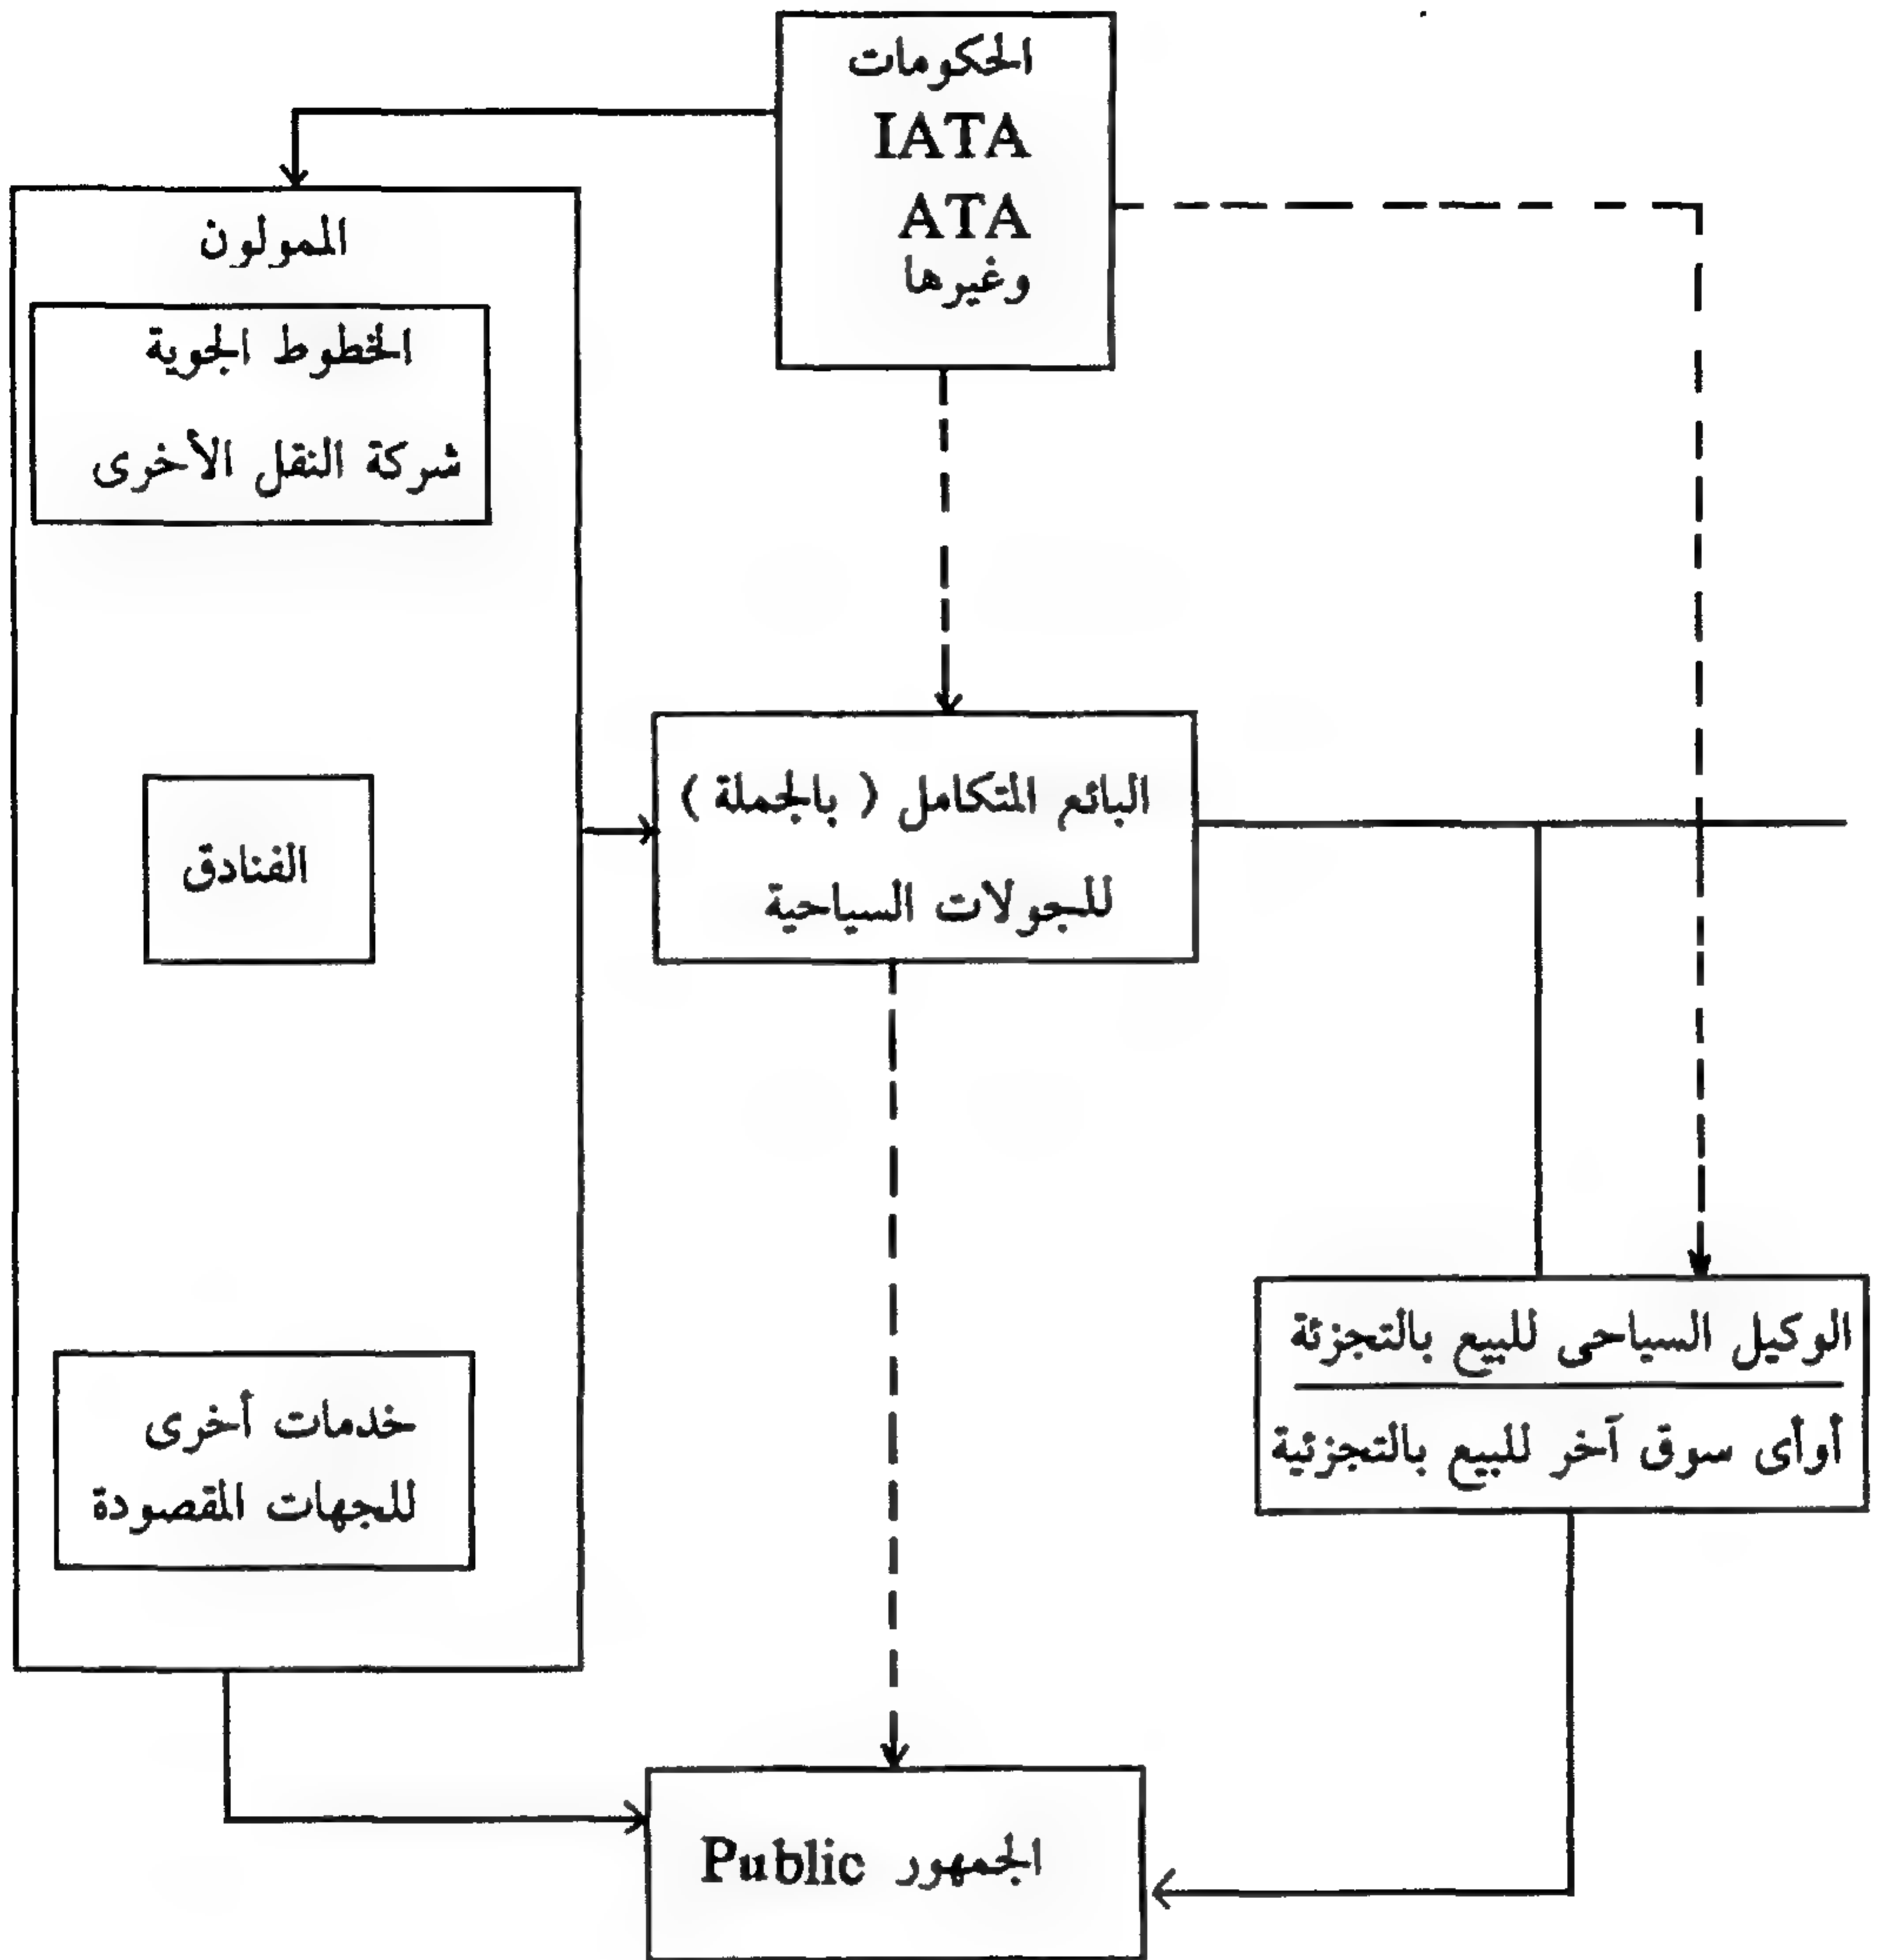 الحكومات
IATA
ATA
وغيرها
الممولون
الخطوط الجوية
شركة النقل الأخرى
البائع المتكامل ( بالجملة )
للجولات السياحية
الفنادق
الوكيل السياحى للبيع بالتجزئة
أوأى سوق آخر للبيع بالتجزئية
خدمات أخرى
للجهات المقصودة
الجمهور Public